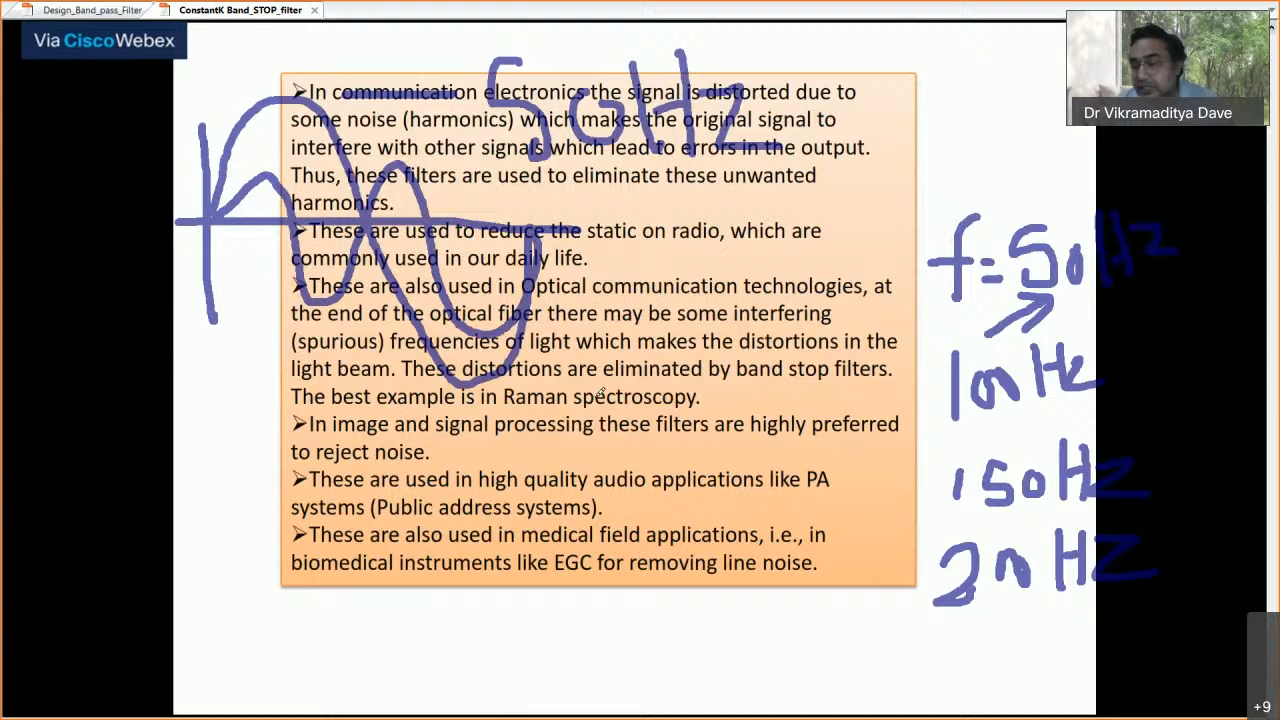 Design_Band_pass_Filter
ConstantK Band_STOP_filter
Via CiscoWebex
50Hz
➢In communication electronics the signal is distorted due to
some noise (harmonics) which makes the original signal to
interfere with other signals which lead to errors in the output.
Thus, these filters are used to eliminate these unwanted
harmonics.
➢These are used to reduce the static on radio, which are
commonly used in our daily life.
➢These are also used in Optical communication technologies, at
the end of the optical fiber there may be some interfering
(spurious) frequencies of light which makes the distortions in the
light beam. These distortions are eliminated by band stop filters.
The best example is in Raman spectroscopy.
➢In image and signal processing these filters are highly preferred
to reject noise.
➢These are used in high quality audio applications like PA
systems (Public address systems).
➢These are also used in medical field applications, i.e., in
biomedical instruments like EGC for removing line noise.
f=50Hz
100Hz
150Hz
200HZ
Dr Vikramaditya Dave
+9